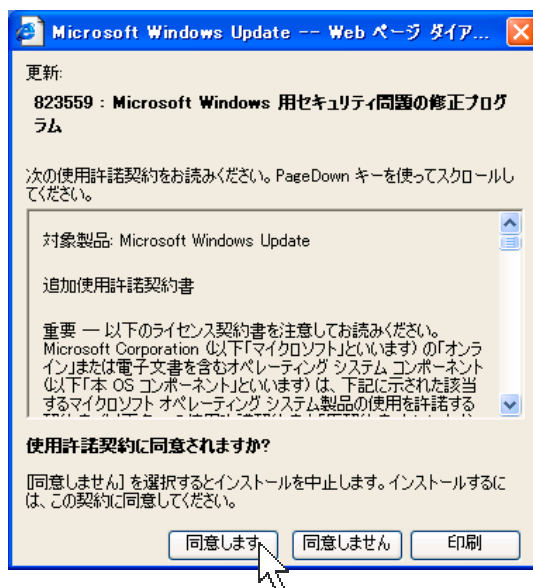 Microsoft Windows Update -- Web ページ ダイア...
更新:
823559 : Microsoft Windows 用セキュリティ問題の修正プログ
ラム
次の使用許諾契約をお読みください。PageDown キーを使ってスクロールし
てください。
対象製品: Microsoft Windows Update
追加使用許諾契約書
重要 — 以下のライセンス契約書を注意してお読みください。
Microsoft Corporation (以下「マイクロソフト」といいます) の「オンラ
イン」または電子文書を含むオペレーティング システム コンポーネント
(以下「本 OS コンポーネント」といいます) は、下記に示された該当
するマイクロソフト オペレーティング システム製品の使用を許諾する
使用許諾契約に同意されますか?
[同意しません] を選択するとインストールを中止します。インストールするに
は、この契約に同意してください。
同意します 同意しません 印刷